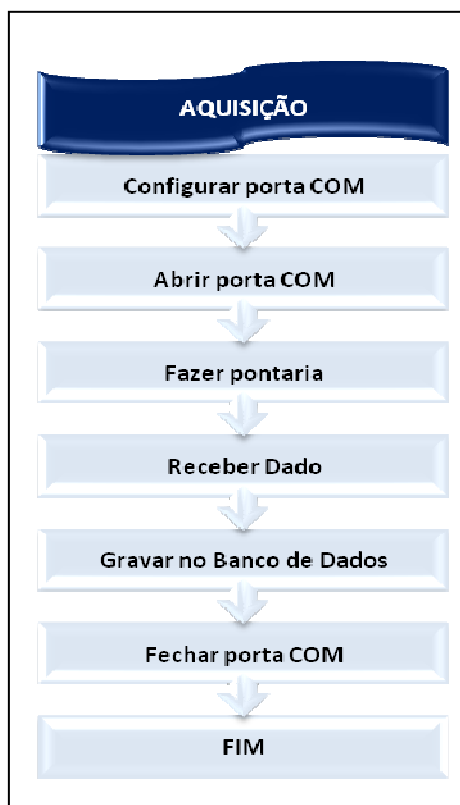 AQUISIÇÃO
Configurar porta COM
Abrir porta COM
Fazer pontaria
Receber Dado
Gravar no Banco de Dados
Fechar porta COM
FIM